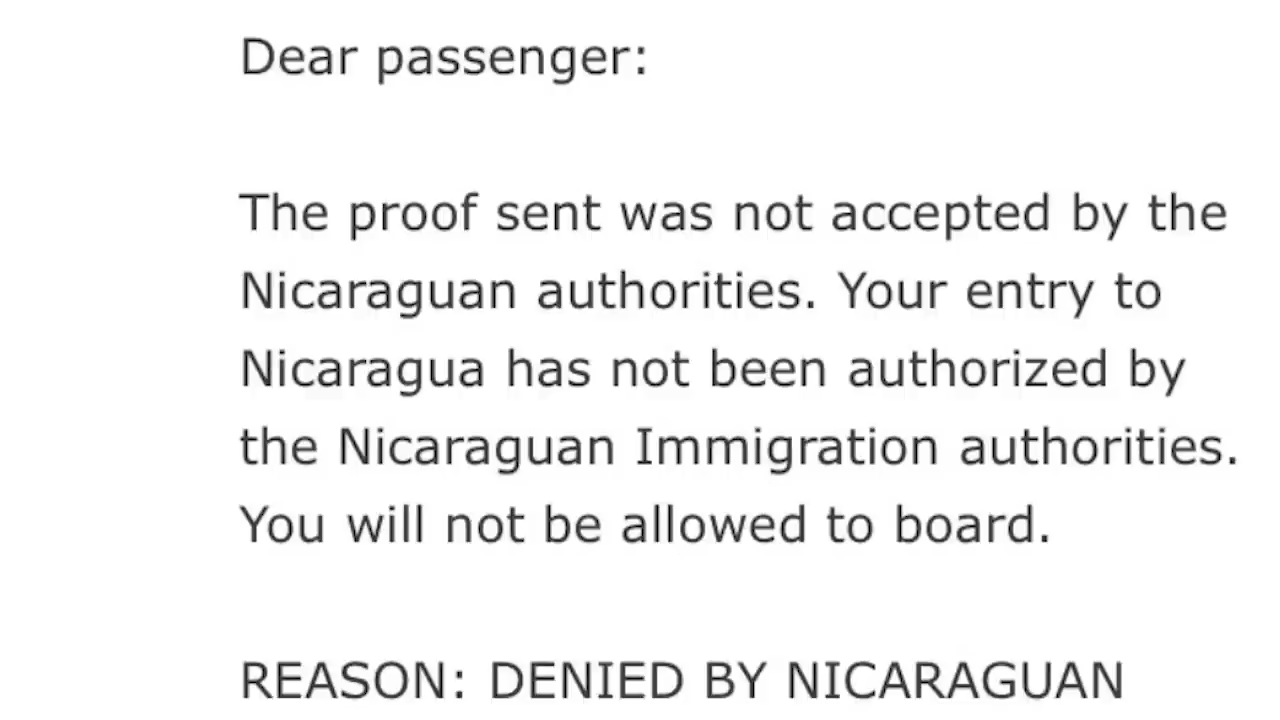 Dear passenger:
The proof sent was not accepted by the
Nicaraguan authorities. Your entry to
Nicaragua has not been authorized by
the Nicaraguan Immigration authorities.
You will not be allowed to board.
REASON: DENIED BY NICARAGUAN